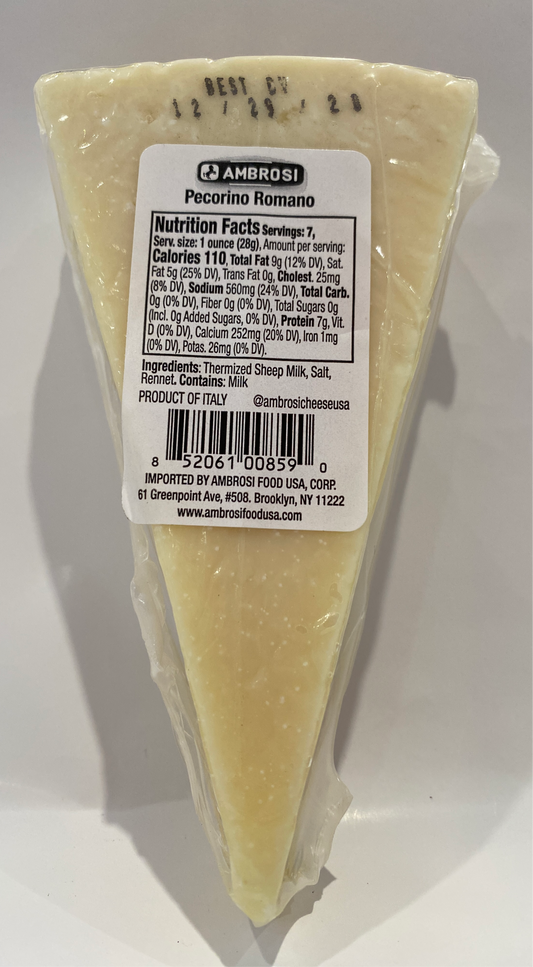 BEST
12 / 29 / 20
AMBROSI
Pecorino Romano
Nutrition Facts Servings: 7,
Serv. size: 1 ounce (28g), Amount per serving:
Calories 110, Total Fat 9g (12% DV), Sat.
Fat 5g (25% DV), Trans Fat 0g, Cholest. 25mg
(8% DV), Sodium 560mg (24% DV), Total Carb.
0g (0% DV), Fiber 0g (0% DV), Total Sugars 0g
(Incl. 0g Added Sugars, 0% DV), Protein 7g, Vit.
D (0% DV), Calcium 252mg (20% DV), Iron 1mg
(0% DV), Potas. 26mg (0% DV).
Ingredients: Thermized Sheep Milk, Salt,
Rennet. Contains: Milk
PRODUCT OF ITALY @ambrosicheeseusa
8 52061 00859 0
IMPORTED BY AMBROSI FOOD USA, CORP.
61 Greenpoint Ave, #508. Brooklyn, NY 11222
www.ambrosifoodusa.com